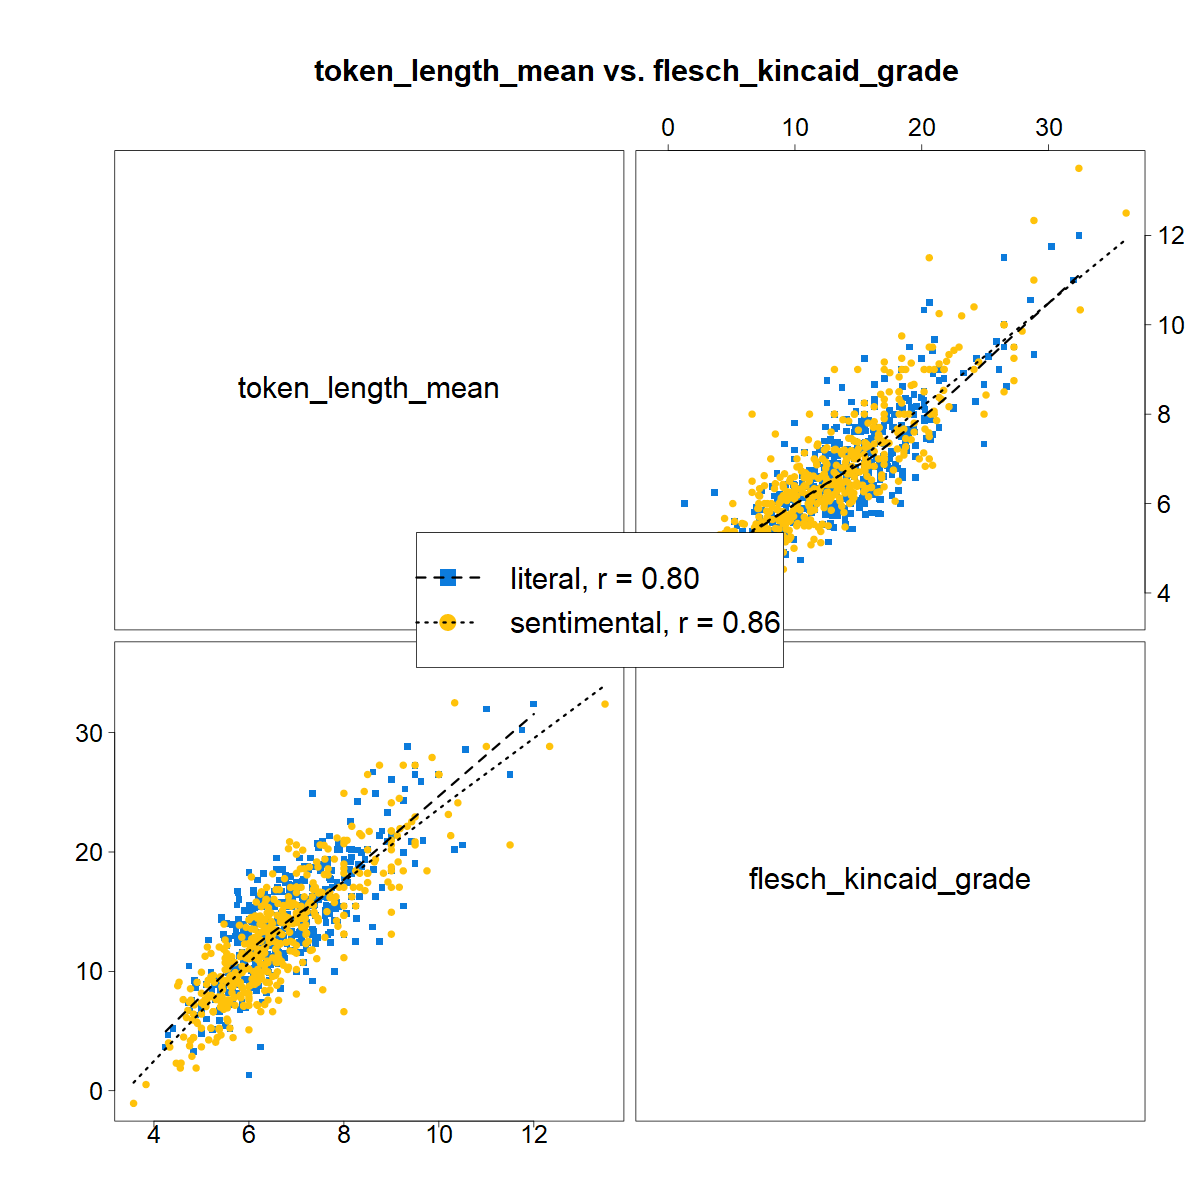 token_length_mean vs. flesch_kincaid_grade
0 10 20 30
token_length_mean
12
10
8
6
4
literal, r = 0.80
sentimental, r = 0.86
30
20
10
0
flesch_kincaid_grade
4 6 8 10 12